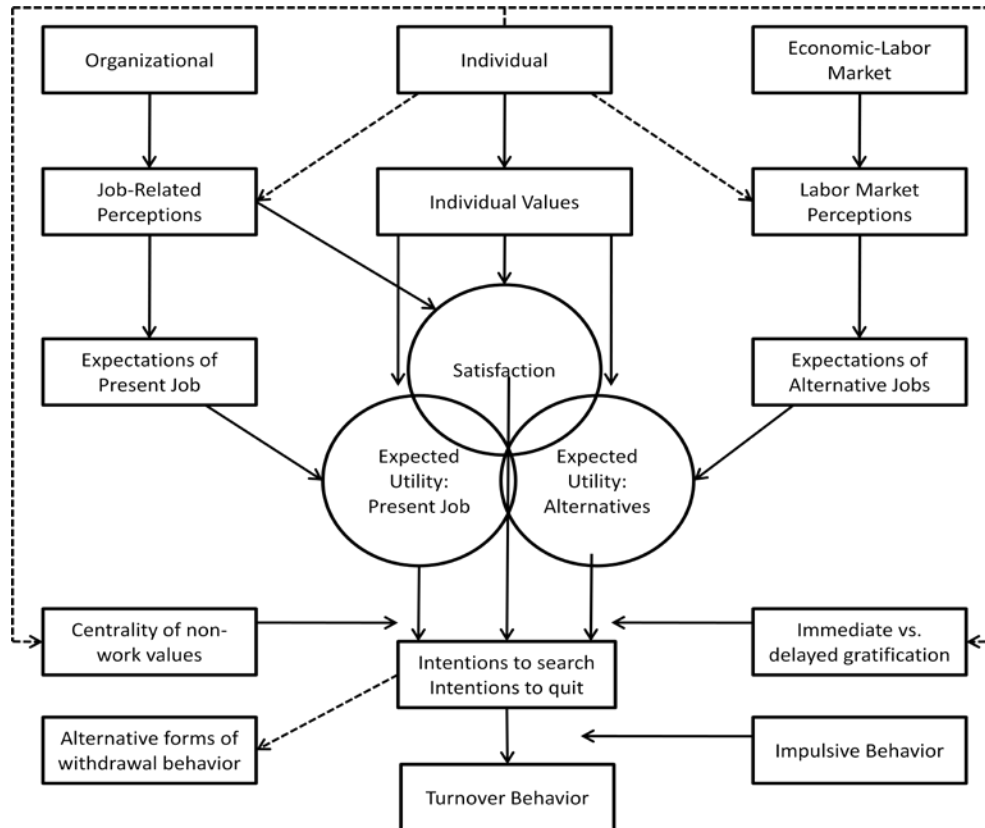 Organizational
Individual
Economic-Labor
Market
Job-Related
Perceptions
Individual Values
Labor Market
Perceptions
Expectations of
Present Job
Satisfaction
Expectations of
Alternative Jobs
Expected
Utility:
Present Job
Expected
Utility:
Alternatives
Centrality of non-
work values
Intentions to search
Intentions to quit
Immediate vs.
delayed gratification
Alternative forms of
withdrawal behavior
Impulsive Behavior
Turnover Behavior